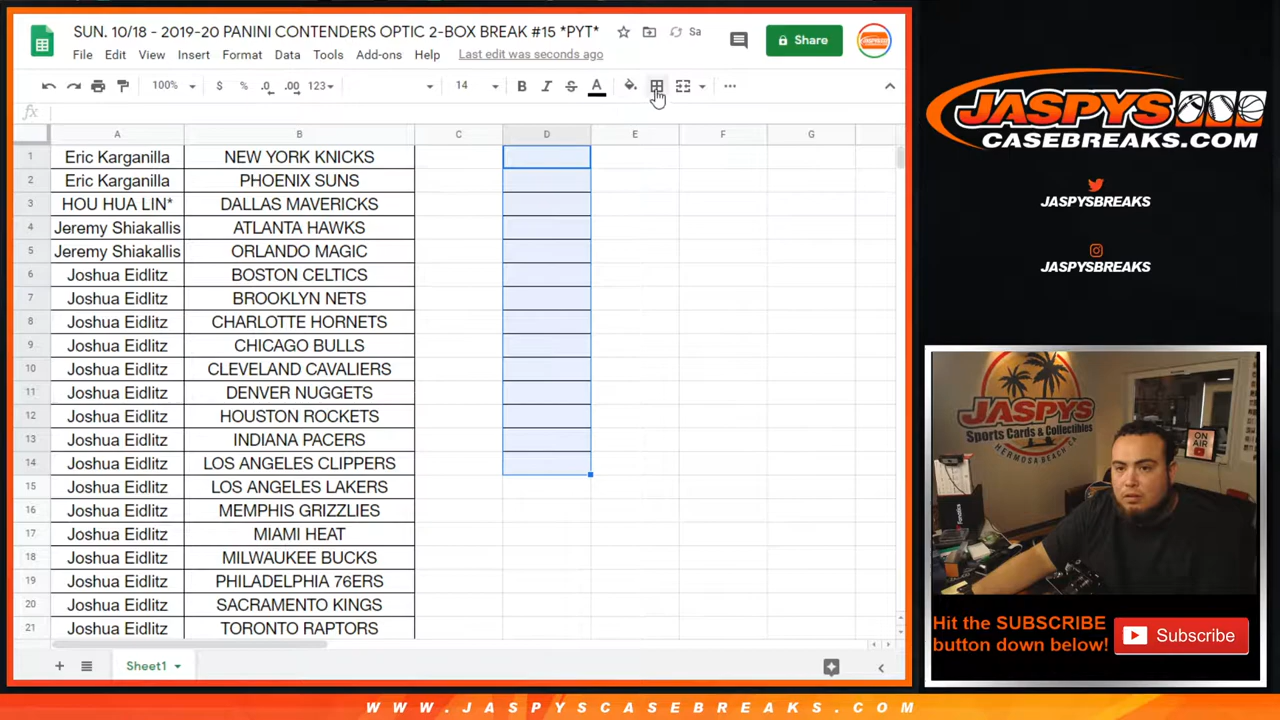 SUN. 10/18 - 2019-20 PANINI CONTENDERS OPTIC 2-BOX BREAK #15 *PYT*
Sa
Share
File Edit View Insert Format Data Tools Add-ons Help Last edit was seconds ago
100% $ % .0 .00 123 14 B I S A
fx
A B C D E F G
1 Eric Karganilla NEW YORK KNICKS
2 Eric Karganilla PHOENIX SUNS
3 HOU HUA LIN* DALLAS MAVERICKS
4 Jeremy Shiakallis ATLANTA HAWKS
5 Jeremy Shiakallis ORLANDO MAGIC
6 Joshua Eidlitz BOSTON CELTICS
7 Joshua Eidlitz BROOKLYN NETS
8 Joshua Eidlitz CHARLOTTE HORNETS
9 Joshua Eidlitz CHICAGO BULLS
10 Joshua Eidlitz CLEVELAND CAVALIERS
11 Joshua Eidlitz DENVER NUGGETS
12 Joshua Eidlitz HOUSTON ROCKETS
13 Joshua Eidlitz INDIANA PACERS
14 Joshua Eidlitz LOS ANGELES CLIPPERS
15 Joshua Eidlitz LOS ANGELES LAKERS
16 Joshua Eidlitz MEMPHIS GRIZZLIES
17 Joshua Eidlitz MIAMI HEAT
18 Joshua Eidlitz MILWAUKEE BUCKS
19 Joshua Eidlitz PHILADELPHIA 76ERS
20 Joshua Eidlitz SACRAMENTO KINGS
21 Joshua Eidlitz TORONTO RAPTORS
Sheet1
JASPYS
CASEBREAKS.COM
JASPYSBREAKS
JASPYSBREAKS
JASPYS
Sports Cards & Collectibles
HERMOSA BEACH CA
ON
AIR
Fanatics
Hit the SUBSCRIBE
button down below!
Subscribe
WWW.JASPYSCASEBREAKS.COM